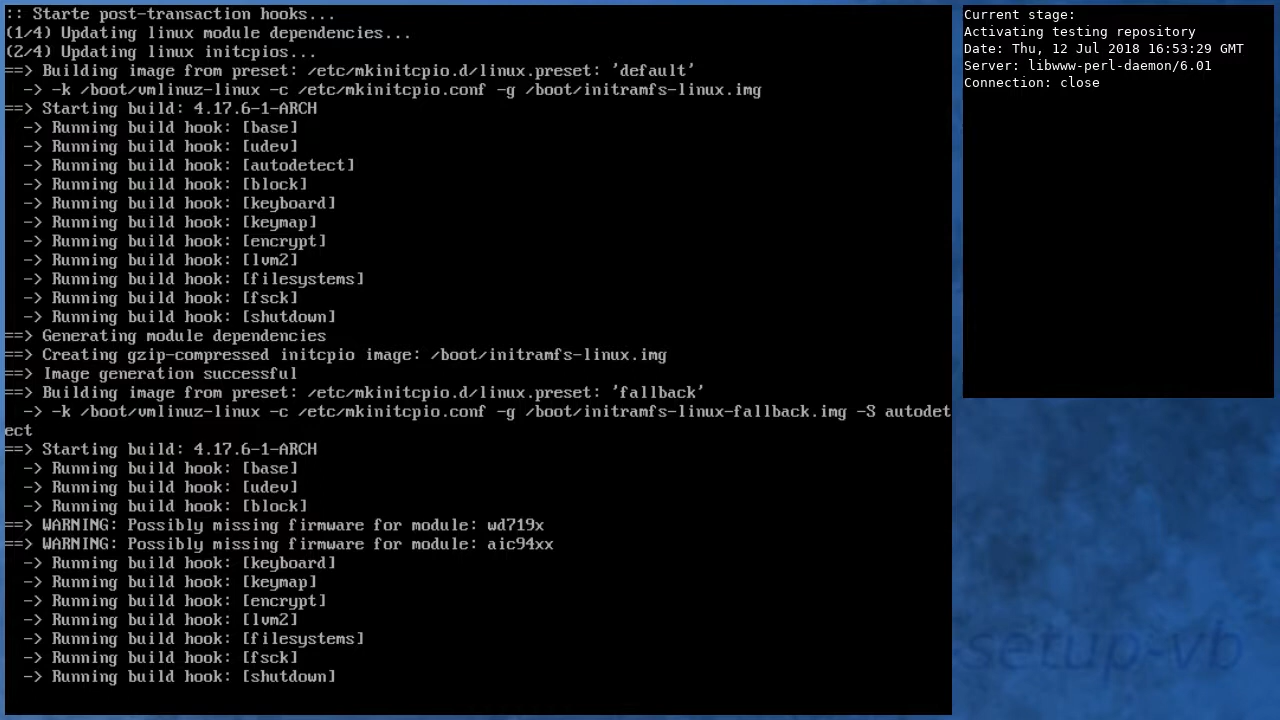 :: Starte post-transaction hooks...
(1/4) Updating linux module dependencies...
(2/4) Updating linux initcpios...
==> Building image from preset: /etc/mkinitcpio.d/linux.preset: 'default'
  -> -k /boot/vmlinuz-linux -c /etc/mkinitcpio.conf -g /boot/initramfs-linux.img
==> Starting build: 4.17.6-1-ARCH
  -> Running build hook: [base]
  -> Running build hook: [udev]
  -> Running build hook: [autodetect]
  -> Running build hook: [block]
  -> Running build hook: [keyboard]
  -> Running build hook: [keymap]
  -> Running build hook: [encrypt]
  -> Running build hook: [lvm2]
  -> Running build hook: [filesystems]
  -> Running build hook: [fsck]
  -> Running build hook: [shutdown]
==> Generating module dependencies
==> Creating gzip-compressed initcpio image: /boot/initramfs-linux.img
==> Image generation successful
==> Building image from preset: /etc/mkinitcpio.d/linux.preset: 'fallback'
  -> -k /boot/vmlinuz-linux -c /etc/mkinitcpio.conf -g /boot/initramfs-linux-fallback.img -S autodet
ect
==> Starting build: 4.17.6-1-ARCH
  -> Running build hook: [base]
  -> Running build hook: [udev]
  -> Running build hook: [block]
==> WARNING: Possibly missing firmware for module: wd719x
==> WARNING: Possibly missing firmware for module: aic94xx
  -> Running build hook: [keyboard]
  -> Running build hook: [keymap]
  -> Running build hook: [encrypt]
  -> Running build hook: [lvm2]
  -> Running build hook: [filesystems]
  -> Running build hook: [fsck]
  -> Running build hook: [shutdown]
Current stage:
Activating testing repository
Date: Thu, 12 Jul 2018 16:53:29 GMT
Server: libwww-perl-daemon/6.01
Connection: close
-setup-vb